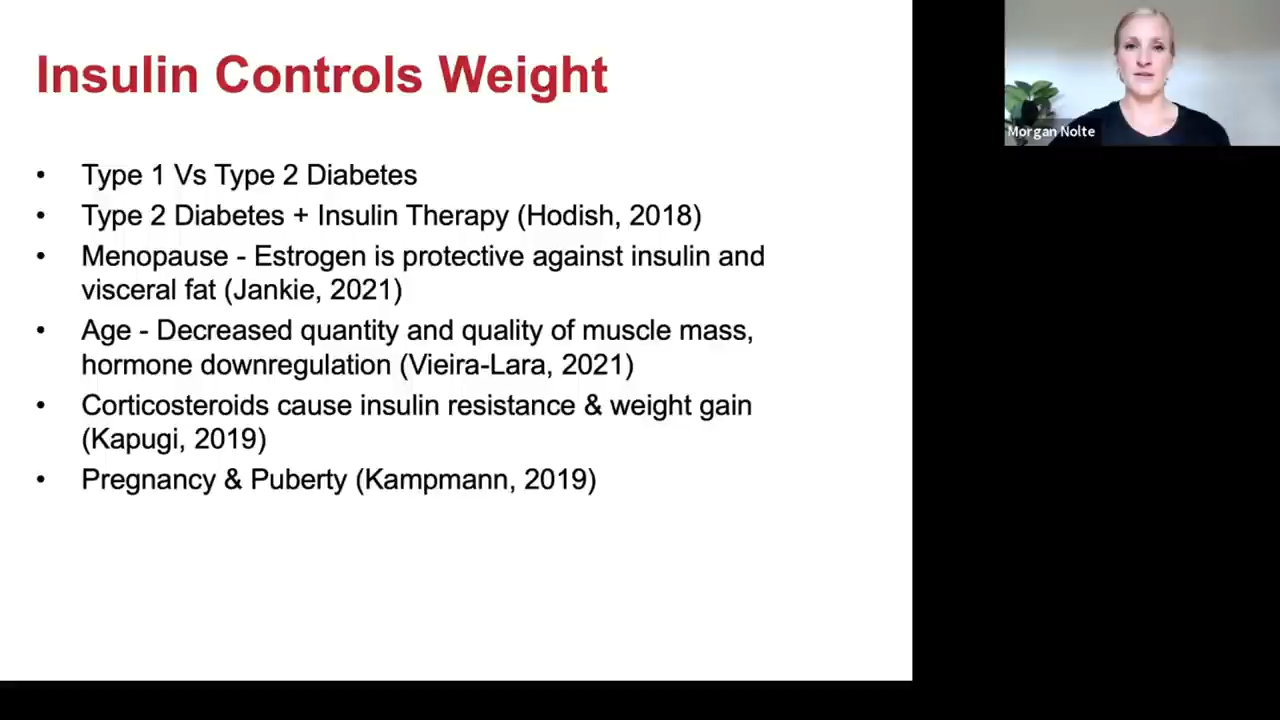 Insulin Controls Weight
• Type 1 Vs Type 2 Diabetes
• Type 2 Diabetes + Insulin Therapy (Hodish, 2018)
• Menopause - Estrogen is protective against insulin and
visceral fat (Jankie, 2021)
• Age - Decreased quantity and quality of muscle mass,
hormone downregulation (Vieira-Lara, 2021)
• Corticosteroids cause insulin resistance & weight gain
(Kapugi, 2019)
• Pregnancy & Puberty (Kampmann, 2019)
Morgan Nolte